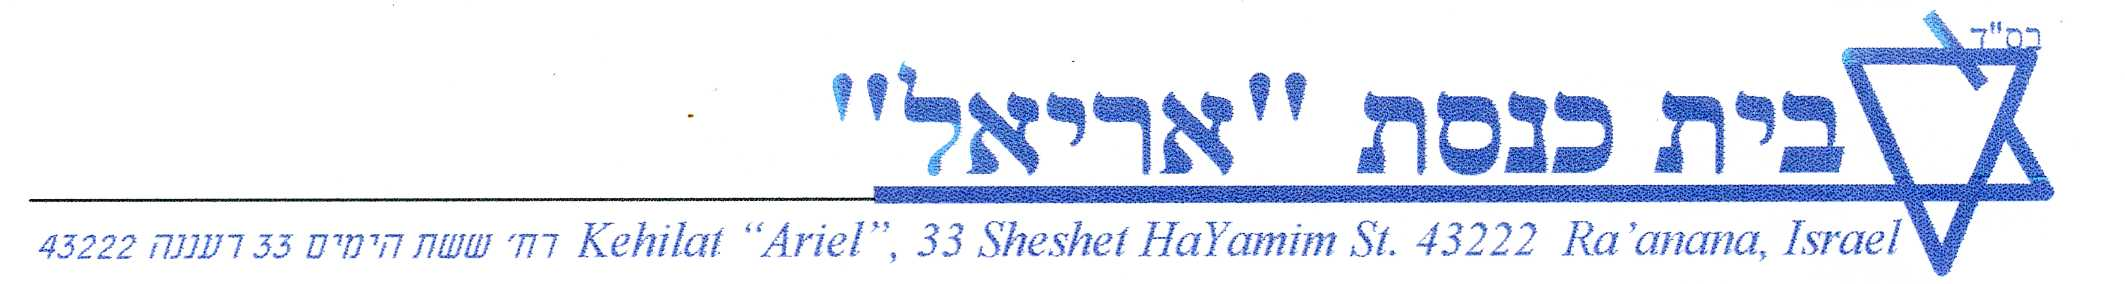 בס"ד
בית כנסת "אריאל"
רח' ששת הימים 33 רעננה 43222 Kehilat “Ariel”, 33 Sheshet HaYamim St. 43222 Ra’anana, Israel